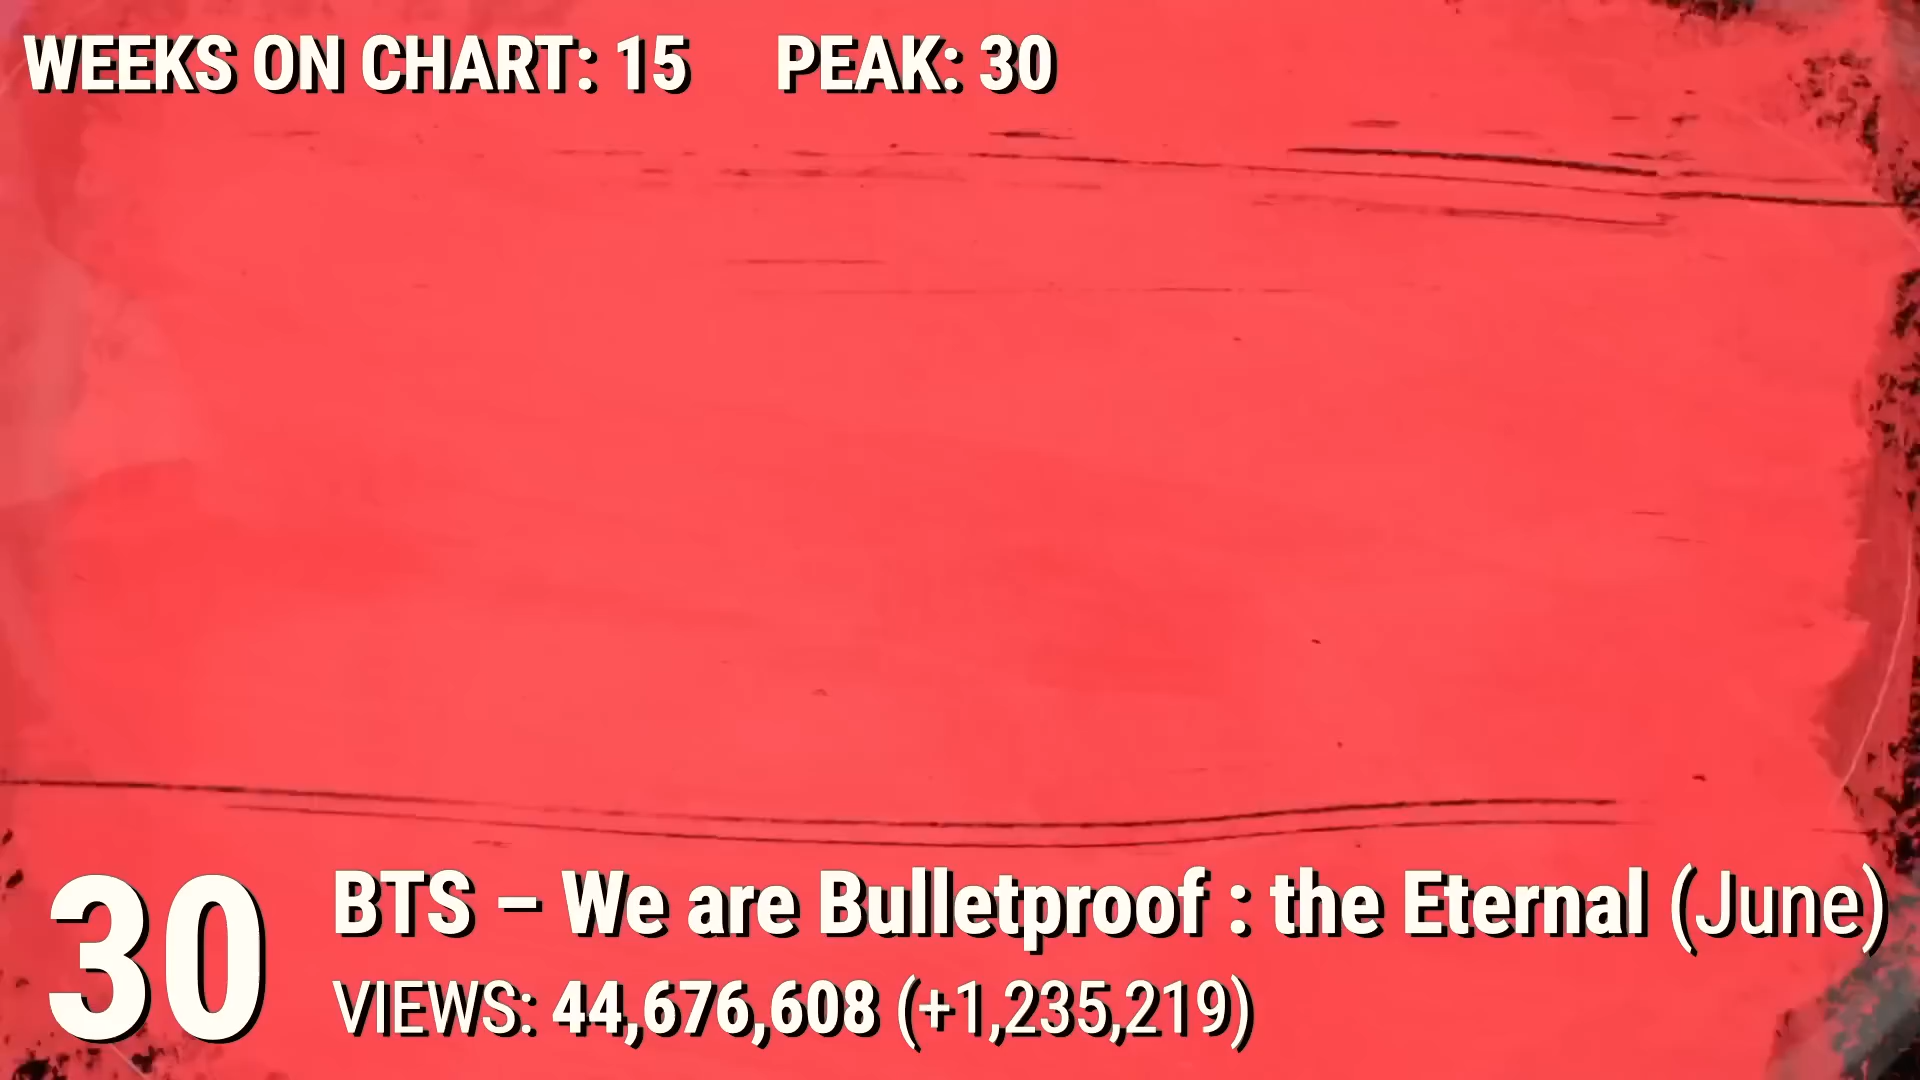 WEEKS ON CHART: 15 PEAK: 30
30
BTS – We are Bulletproof : the Eternal (June)
VIEWS: 44,676,608 (+1,235,219)